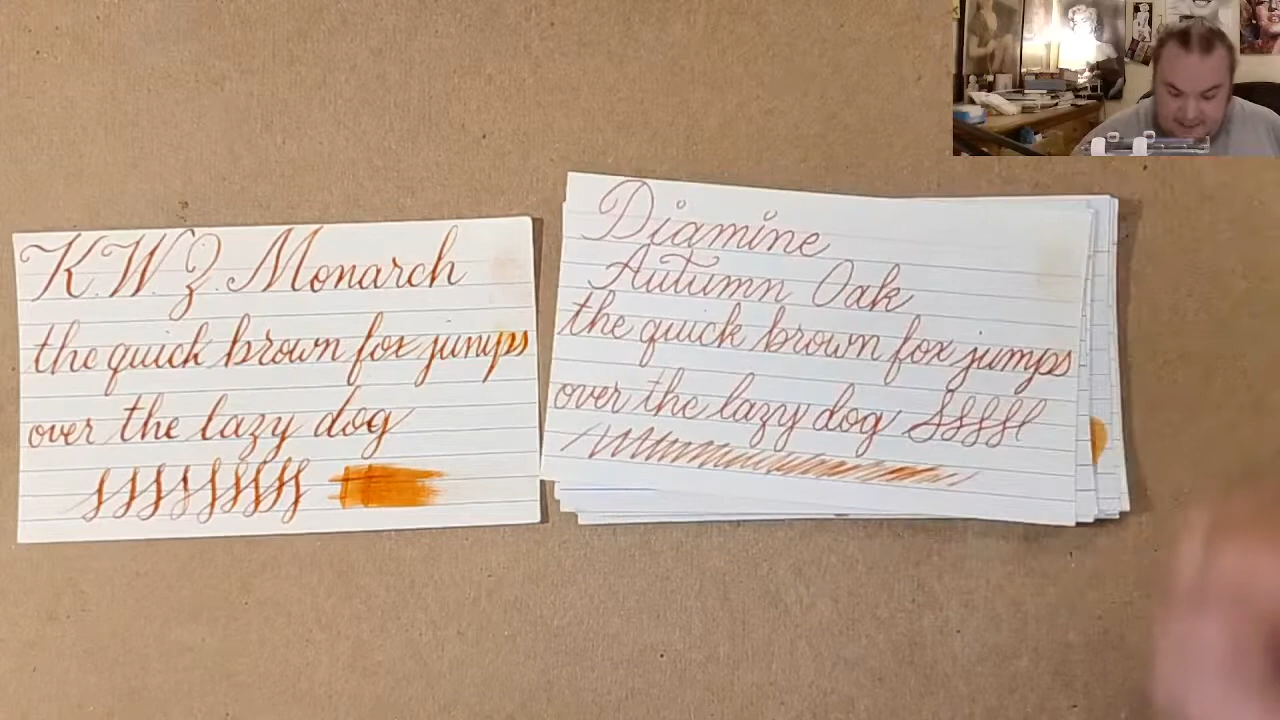 K.W.Z. Monarch
the quick brown fox jumps
over the lazy dog
Diamine
Autumn Oak
the quick brown fox jumps
over the lazy dog